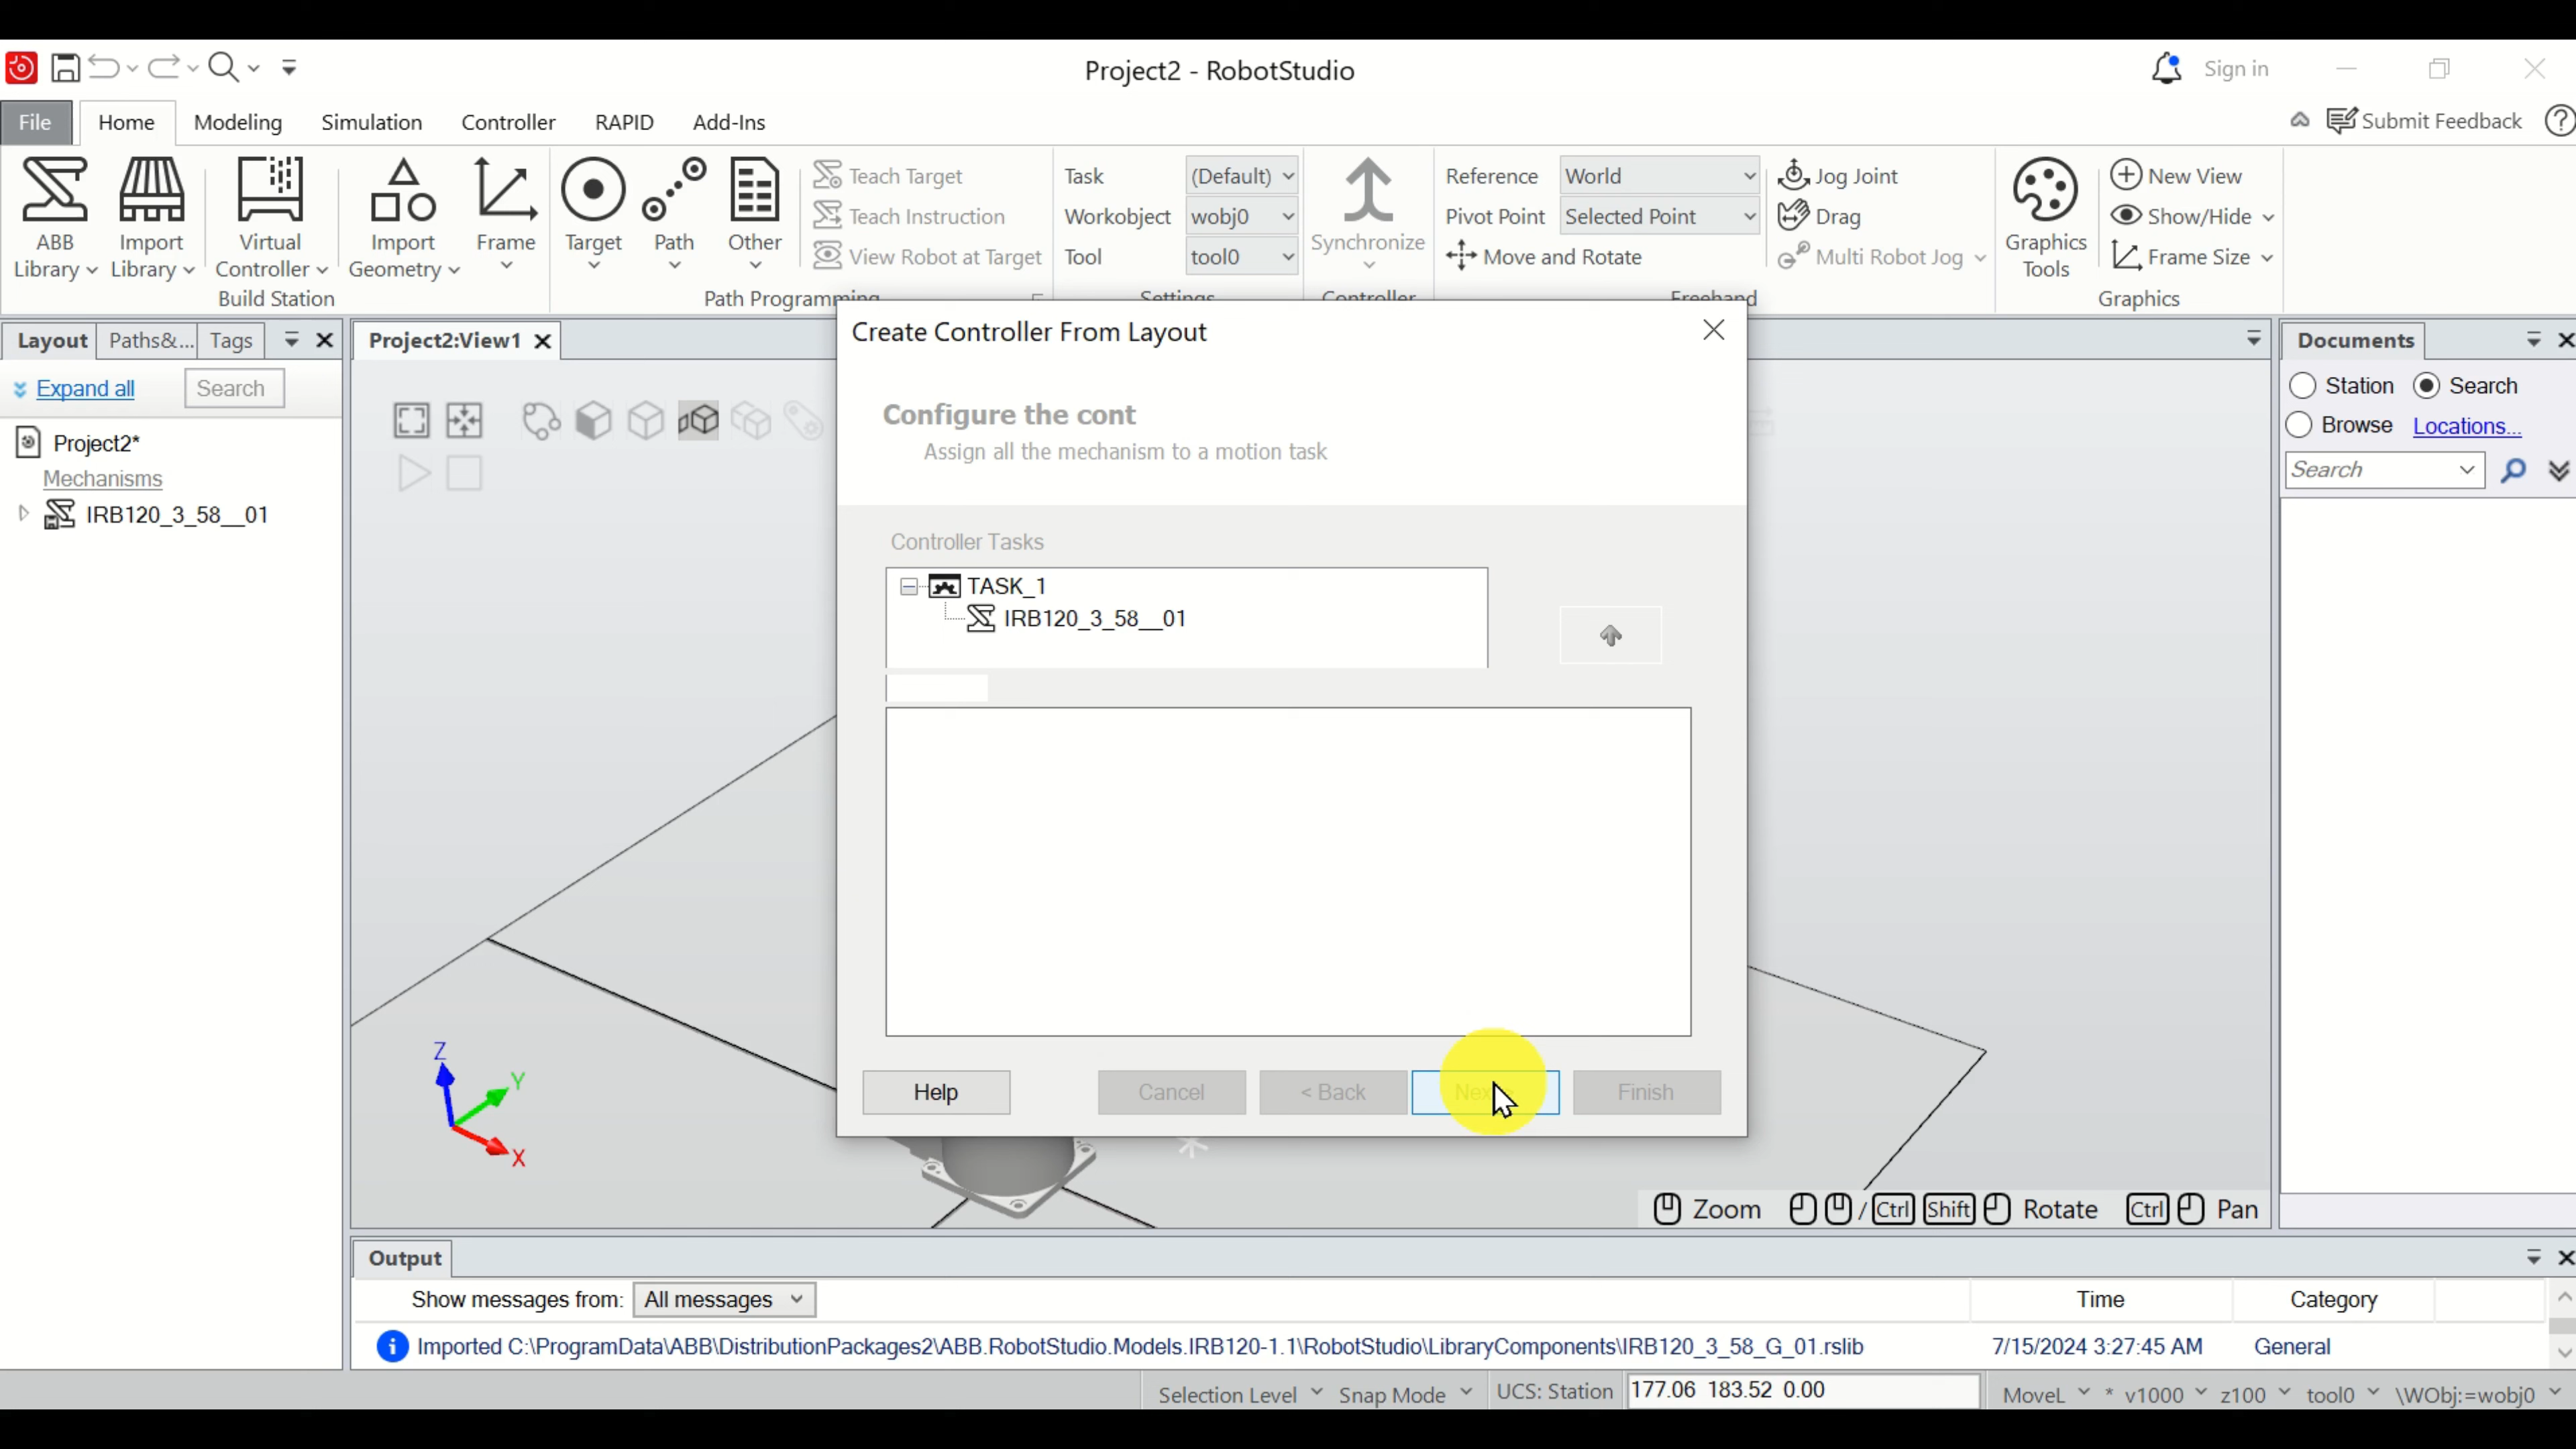 Project2 - RobotStudio
Sign in
File Home Modeling Simulation Controller RAPID Add-Ins
Submit Feedback
ABB Library
Import Library
Virtual Controller
Import Geometry
Frame
Build Station
Target
Path
Other
Teach Target
Teach Instruction
View Robot at Target
Path Programming
Task (Default)
Workobject wobj0
Tool tool0
Settings
Synchronize
Controller
Reference World
Pivot Point Selected Point
Move and Rotate
Jog Joint
Drag
Multi Robot Jog
Freehand
Graphics Tools
New View
Show/Hide
Frame Size
Graphics
Layout Paths&... Tags
Expand all Search
Project2*
Mechanisms
IRB120_3_58__01
Project2:View1
Create Controller From Layout
Configure the cont
Assign all the mechanism to a motion task
Controller Tasks
TASK_1
IRB120_3_58__01
Help Cancel < Back Finish
Documents
Station Search
Browse Locations...
Search
Z
Y
X
Zoom / Ctrl Shift Rotate Ctrl Pan
Output
Show messages from: All messages Time Category
Imported C:\ProgramData\ABB\DistributionPackages2\ABB.RobotStudio.Models.IRB120-1.1\RobotStudio\LibraryComponents\IRB120_3_58_G_01.rslib 7/15/2024 3:27:45 AM General
Selection Level Snap Mode UCS: Station 177.06 183.52 0.00 MoveL * v1000 z100 tool0 \WObj:=wobj0